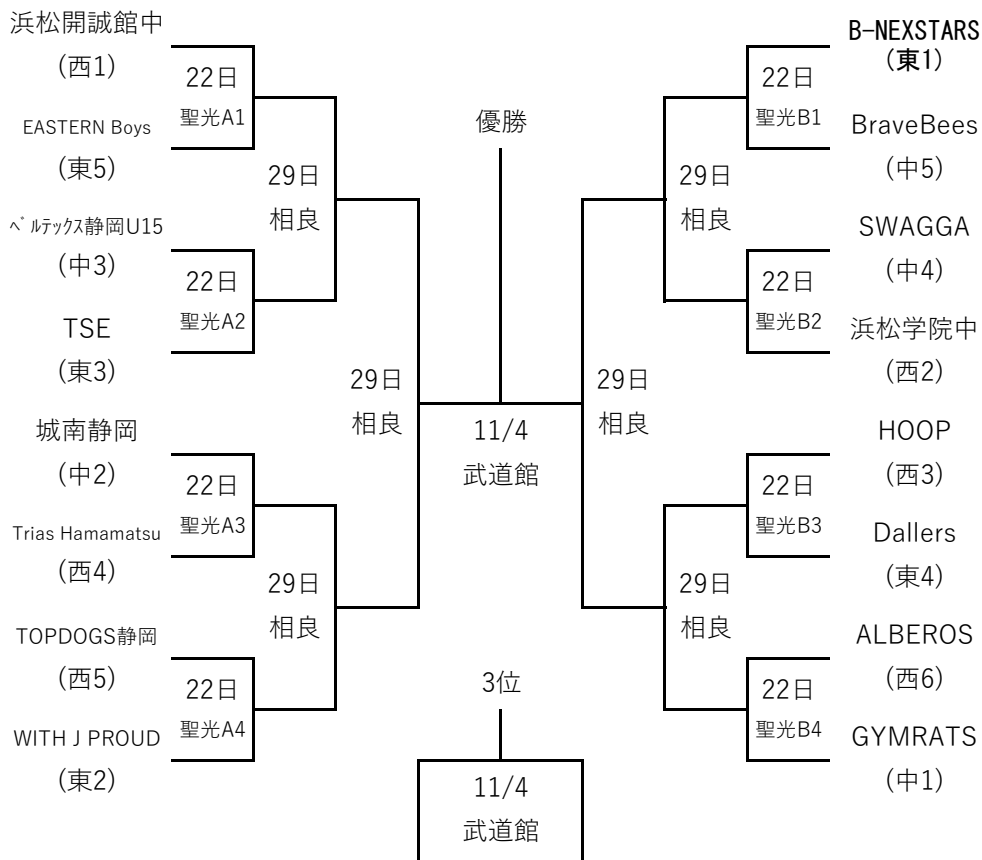 浜松開誠館中
(西1)
22日
聖光A1
EASTERN Boys
(東5)
29日
相良
ﾍﾞﾙﾃｯｸｽ静岡U15
(中3)
22日
聖光A2
TSE
(東3)
29日
相良
城南静岡
(中2)
22日
聖光A3
Trias Hamamatsu
(西4)
29日
相良
TOPDOGS静岡
(西5)
22日
聖光A4
WITH J PROUD
(東2)
優勝
11/4
武道館
3位
11/4
武道館
B-NEXSTARS
(東1)
22日
聖光B1
BraveBees
(中5)
29日
相良
SWAGGA
(中4)
22日
聖光B2
浜松学院中
(西2)
29日
相良
HOOP
(西3)
22日
聖光B3
Dallers
(東4)
29日
相良
ALBEROS
(西6)
22日
聖光B4
GYMRATS
(中1)